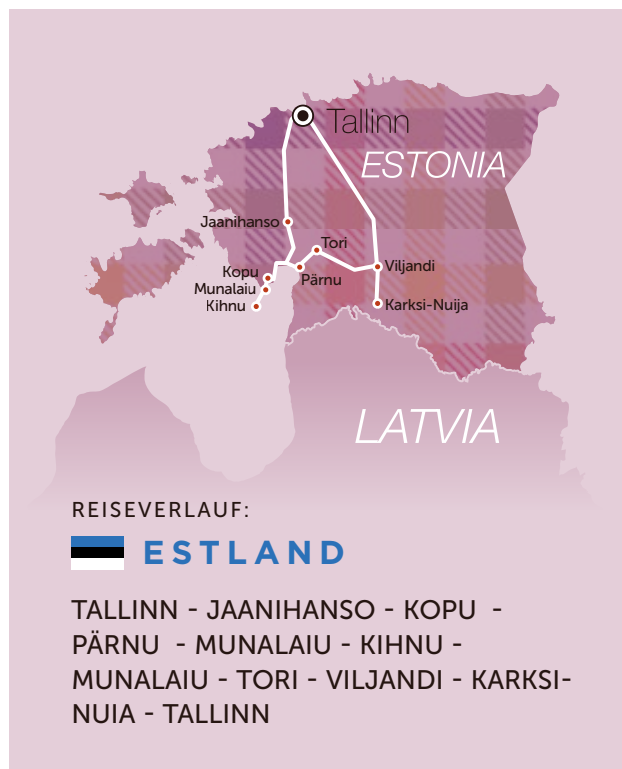 Tallinn
ESTONIA
Jaanihanso
Tori
Kopu
Pärnu
Viljandi
Munalaiu
Kihnu
Karksi-Nuija
LATVIA
REISEVERLAUF:
ESTLAND
TALLINN - JAANIHANSO - KOPU -
PÄRNU - MUNALAIU - KIHNU -
MUNALAIU - TORI - VILJANDI - KARKSI-
NUIA - TALLINN